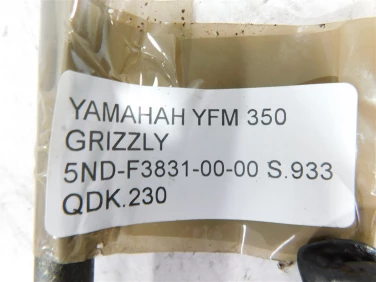 YAMAHAH YFM 350
GRIZZLY
5ND-F3831-00-00 S.933
QDK.230